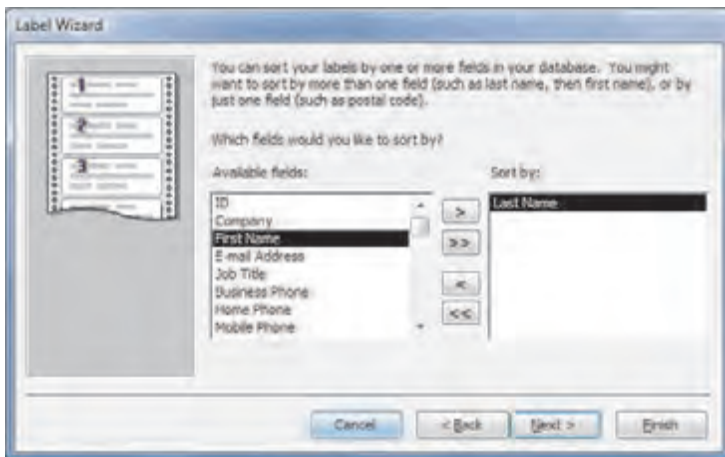 Label Wizard
You can sort your labels by one or more fields in your database. You might
want to sort by more than one field (such as last name, then first name), or by
just one field (such as postal code).
Which fields would you like to sort by?
Available fields:
Sort by:
1
2
3
ID
Company
First Name
E-mail Address
Job Title
Business Phone
Home Phone
Mobile Phone
>
>>
<
<<
Last Name
Cancel
< Back
Next >
Finish